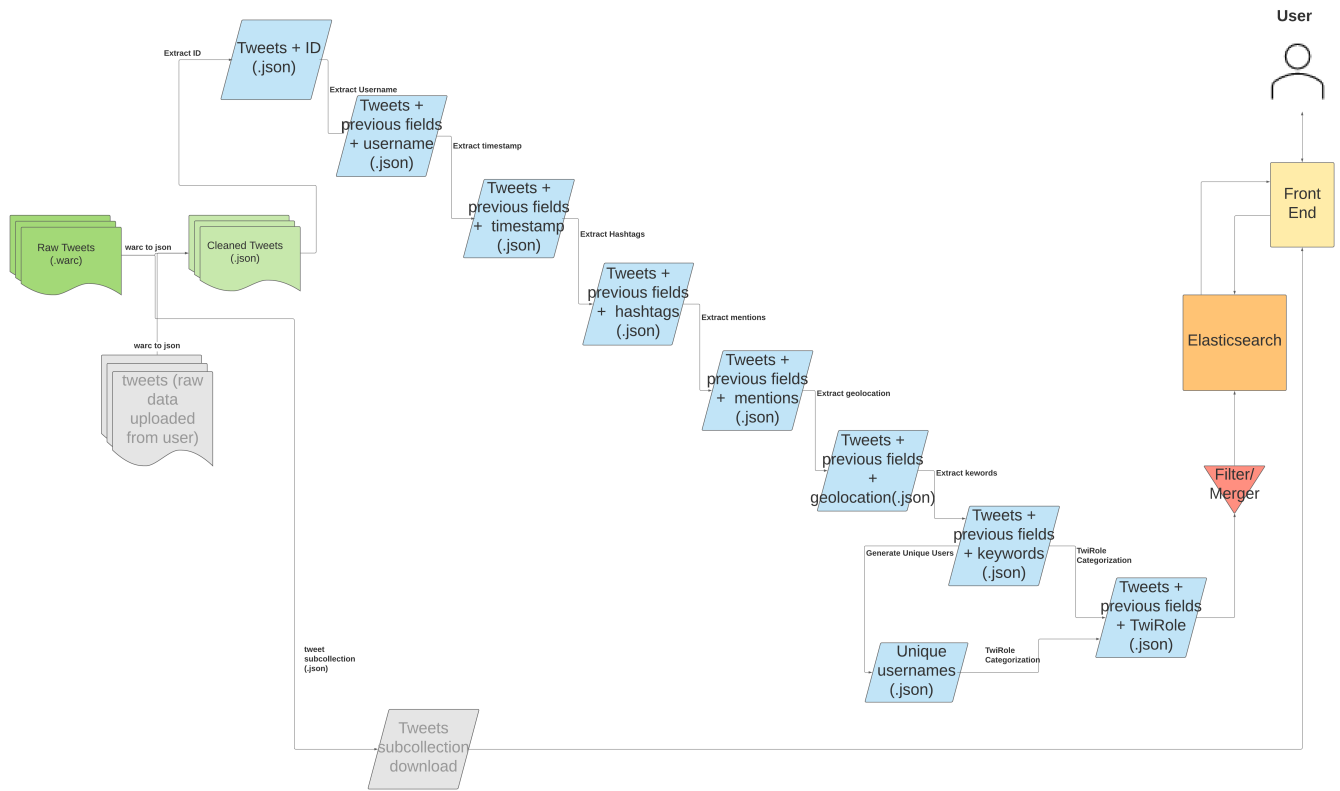 User
Extract ID
Tweets + ID
(.json)
Extract Username
Tweets +
previous fields
+ username
(.json)
Extract timestamp
Tweets +
previous fields
+ timestamp
(.json)
Extract Hashtags
Front
End
Raw Tweets
(.warc)
warc to json
Cleaned Tweets
(.json)
Tweets +
previous fields
+ hashtags
(.json)
Extract mentions
Elasticsearch
warc to json
tweets (raw
data
uploaded
from user)
Tweets +
previous fields
+ mentions
(.json)
Extract geolocation
Tweets +
previous fields
+
geolocation(.json)
Extract kewords
Filter/
Merger
Tweets +
previous fields
+ keywords
(.json)
Generate Unique Users
TwiRole
Categorization
Tweets +
previous fields
+ TwiRole
(.json)
Unique
usernames
(.json)
TwiRole
Categorization
tweet
subcollection
(.json)
Tweets
subcollection
download